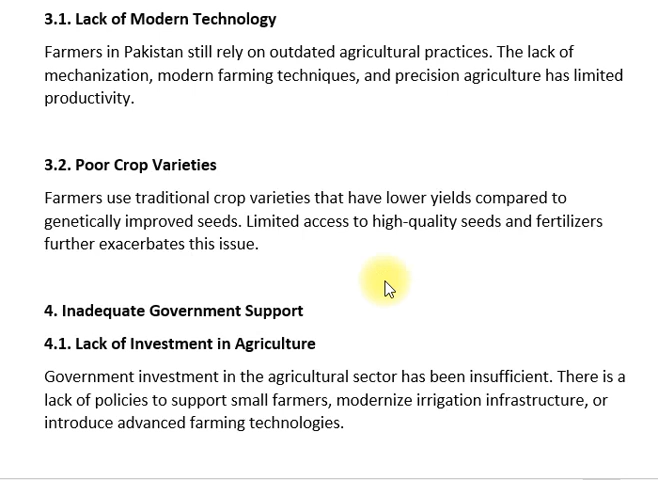 3.1. Lack of Modern Technology
Farmers in Pakistan still rely on outdated agricultural practices. The lack of
mechanization, modern farming techniques, and precision agriculture has limited
productivity.
3.2. Poor Crop Varieties
Farmers use traditional crop varieties that have lower yields compared to
genetically improved seeds. Limited access to high-quality seeds and fertilizers
further exacerbates this issue.
4. Inadequate Government Support
4.1. Lack of Investment in Agriculture
Government investment in the agricultural sector has been insufficient. There is a
lack of policies to support small farmers, modernize irrigation infrastructure, or
introduce advanced farming technologies.